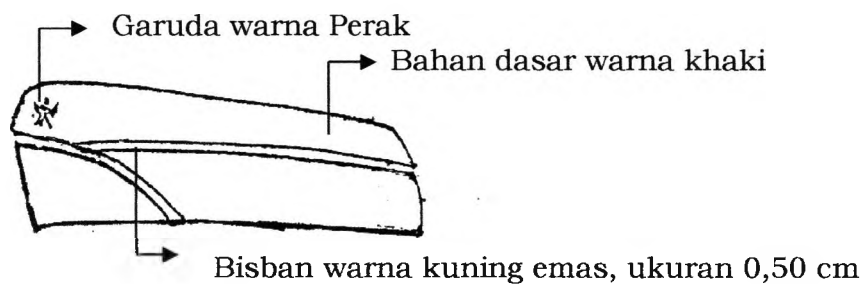 Garuda warna Perak
Bahan dasar warna khaki
Bisban warna kuning emas, ukuran 0,50 cm